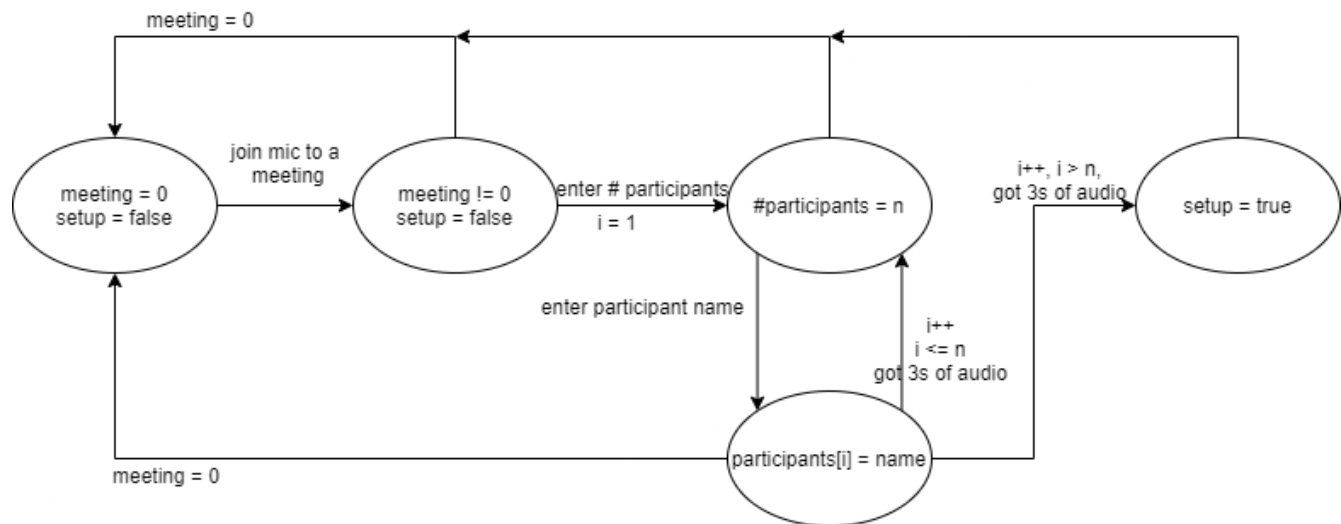 meeting = 0
join mic to a
meeting
meeting = 0
setup = false
meeting != 0
setup = false
enter # participants
i = 1
#participants = n
i++, i > n,
got 3s of audio
setup = true
enter participant name
i++
i <= n
got 3s of audio
participants[i] = name
meeting = 0